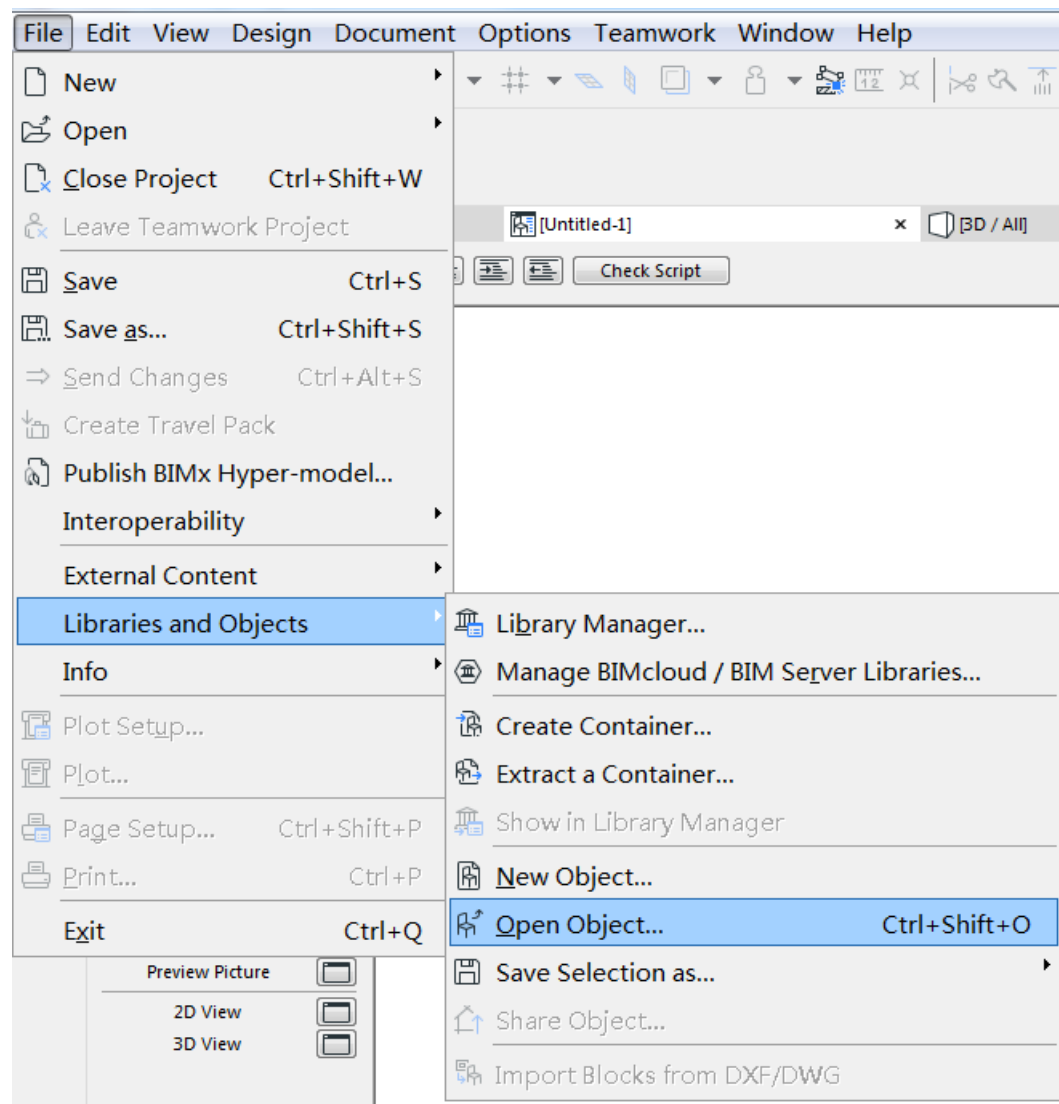 File Edit View Design Document Options Teamwork Window Help
New
Open
Close Project Ctrl+Shift+W
Leave Teamwork Project
[Untitled-1] [3D / All]
Save Ctrl+S
Check Script
Save as... Ctrl+Shift+S
Send Changes Ctrl+Alt+S
Create Travel Pack
Publish BIMx Hyper-model...
Interoperability
External Content
Libraries and Objects
Info
Plot Setup...
Plot...
Page Setup... Ctrl+Shift+P
Print... Ctrl+P
Exit Ctrl+Q
Library Manager...
Manage BIMcloud / BIM Server Libraries...
Create Container...
Extract a Container...
Show in Library Manager
New Object...
Open Object... Ctrl+Shift+O
Save Selection as...
Share Object...
Import Blocks from DXF/DWG
Preview Picture
2D View
3D View